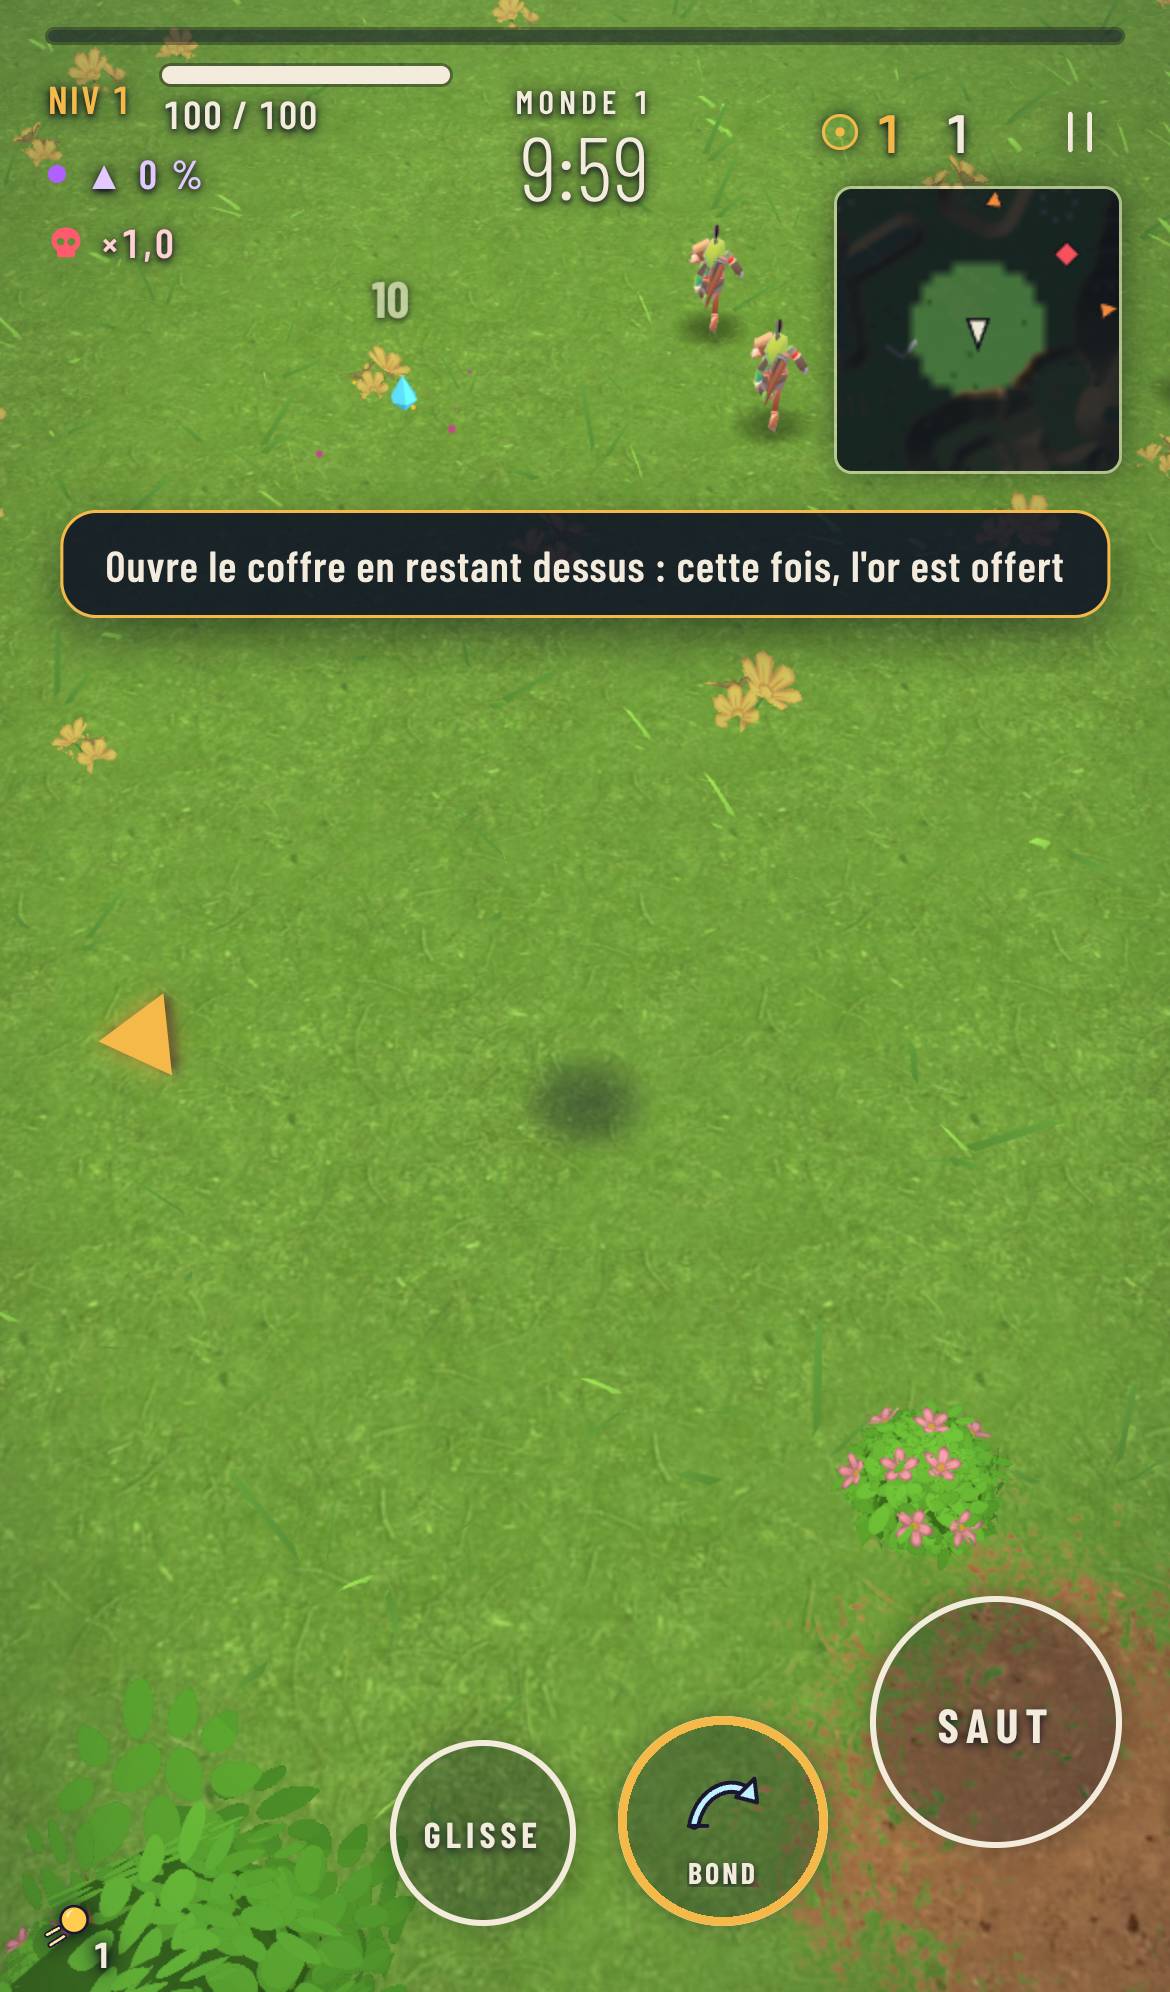 NIV 1
100 / 100
▲ 0 %
×1,0
MONDE 1
9:59
1 1
10
Ouvre le coffre en restant dessus : cette fois, l'or est offert
SAUT
GLISSE
BOND
1